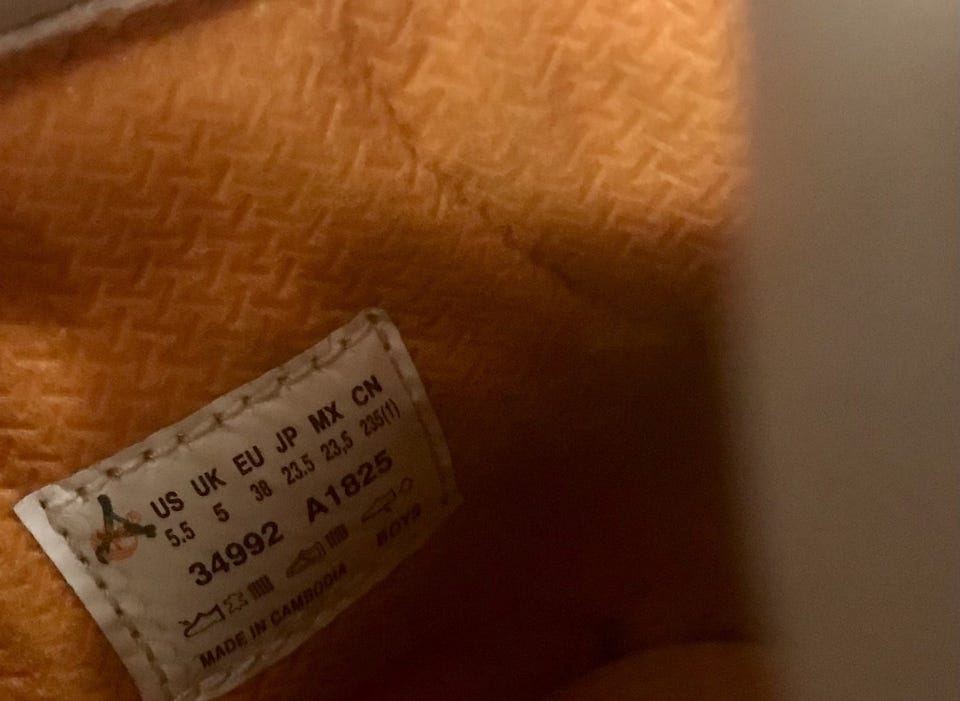 US UK EU JP MX CN
5.5 5 38 23.5 23,5 235(1)
34992 A1825
BOYS
MADE IN CAMBODIA